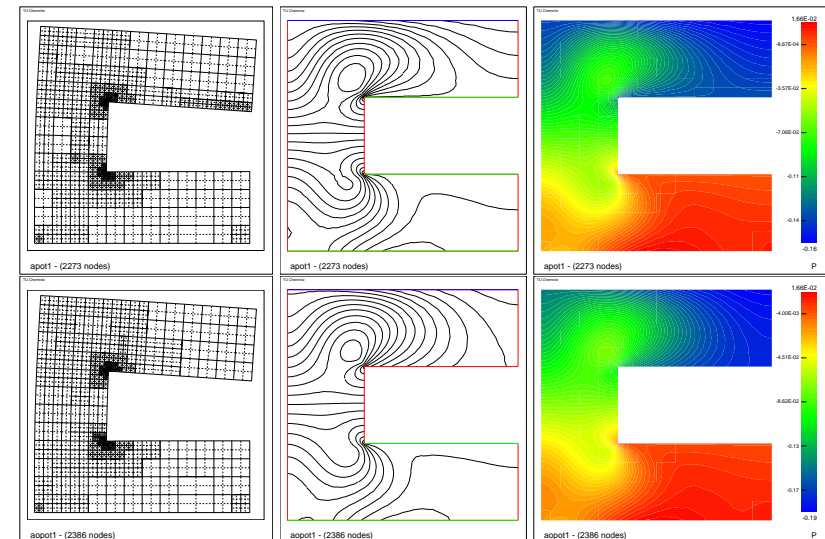 TU Chemnitz
TU Chemnitz
TU Chemnitz
1.66E-02
-8.67E-04
-3.57E-02
-7.06E-02
-0.11
-0.14
-0.16
apot1 - (2273 nodes)
apot1 - (2273 nodes)
apot1 - (2273 nodes)
P
TU Chemnitz
TU Chemnitz
TU Chemnitz
1.66E-02
-4.00E-03
-4.51E-02
-8.62E-02
-0.13
-0.17
-0.19
aopot1 - (2386 nodes)
aopot1 - (2386 nodes)
aopot1 - (2386 nodes)
P